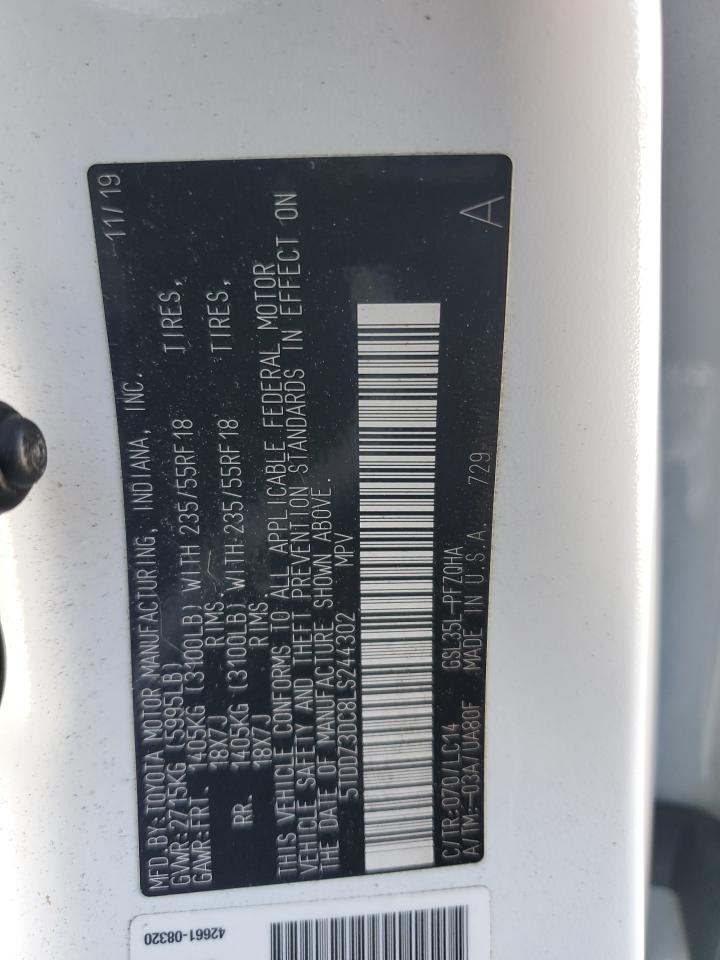 MFD.BY:TOYOTA MOTOR MANUFACTURING, INDIANA, INC. 11/19
GVWR:2715KG (5995LB)
GAWR:FRT. 1405KG (3100LB) WITH 235/55RF18 TIRES,
18X7J RIMS
RR. 1405KG (3100LB) WITH 235/55RF18 TIRES,
18X7J RIMS
THIS VEHICLE CONFORMS TO ALL APPLICABLE FEDERAL MOTOR
VEHICLE SAFETY AND THEFT PREVENTION STANDARDS IN EFFECT ON
THE DATE OF MANUFACTURE SHOWN ABOVE.
5TDDZ3DC8LS244302 MPV
C/TR:070/LC14 GSL35L-PFZQHA
A/TM:-03A/UA80F MADE IN U.S.A. 729 A
42661-08320